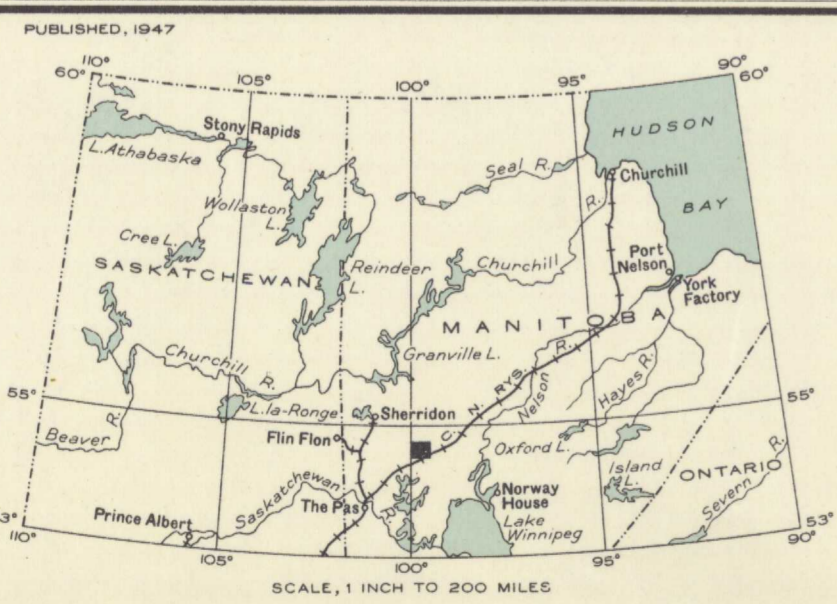 PUBLISHED, 1947
110°
60°
105°
100°
95°
90°
60°
HUDSON
BAY
Stony Rapids
L. Athabaska
Seal R.
Churchill
Wollaston
L.
R.
Cree L.
SASKATCHEWAN
Reindeer
L.
Churchill
Port
Nelson
York
Factory
MANITOBA
Granville L.
Churchill R.
C. N. RYS.
Nelson R.
Hayes R.
55°
55°
L.la-Ronge
Sherridon
Beaver R.
Flin Flon
Oxford L.
Island
L.
ONTARIO
Saskatchewan
R.
The Pas
Norway
House
Severn R.
Prince Albert
Lake
Winnipeg
3°
110°
105°
100°
95°
53°
90°
SCALE, 1 INCH TO 200 MILES